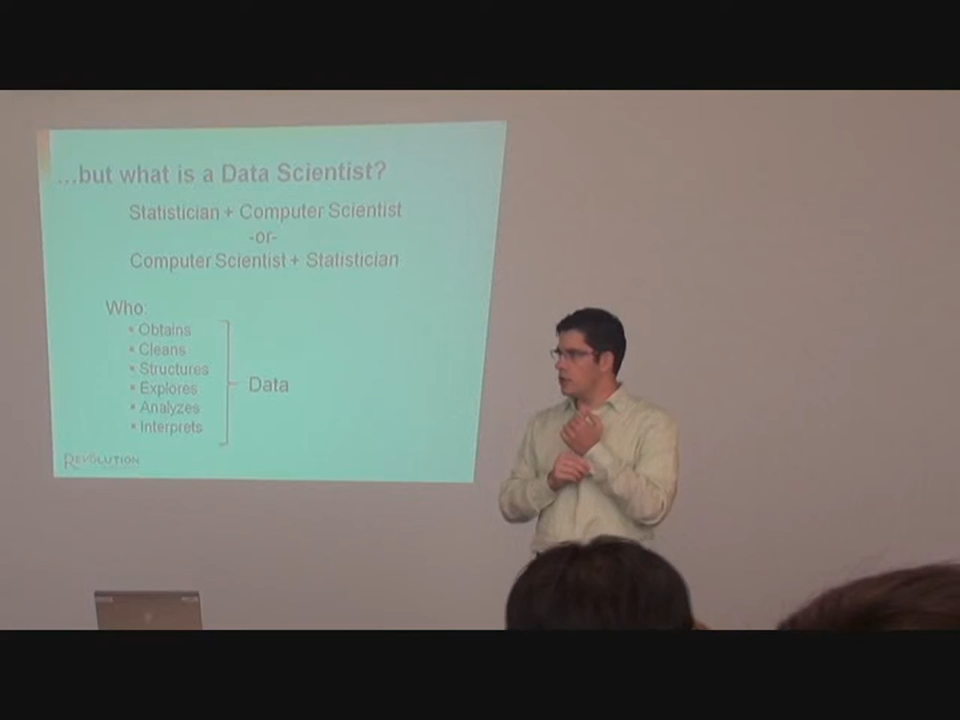 ...but what is a Data Scientist?
Statistician + Computer Scientist
-or-
Computer Scientist + Statistician
Who:
▪ Obtains
▪ Cleans
▪ Structures
▪ Explores
▪ Analyzes
▪ Interprets
Data
REVOLUTION